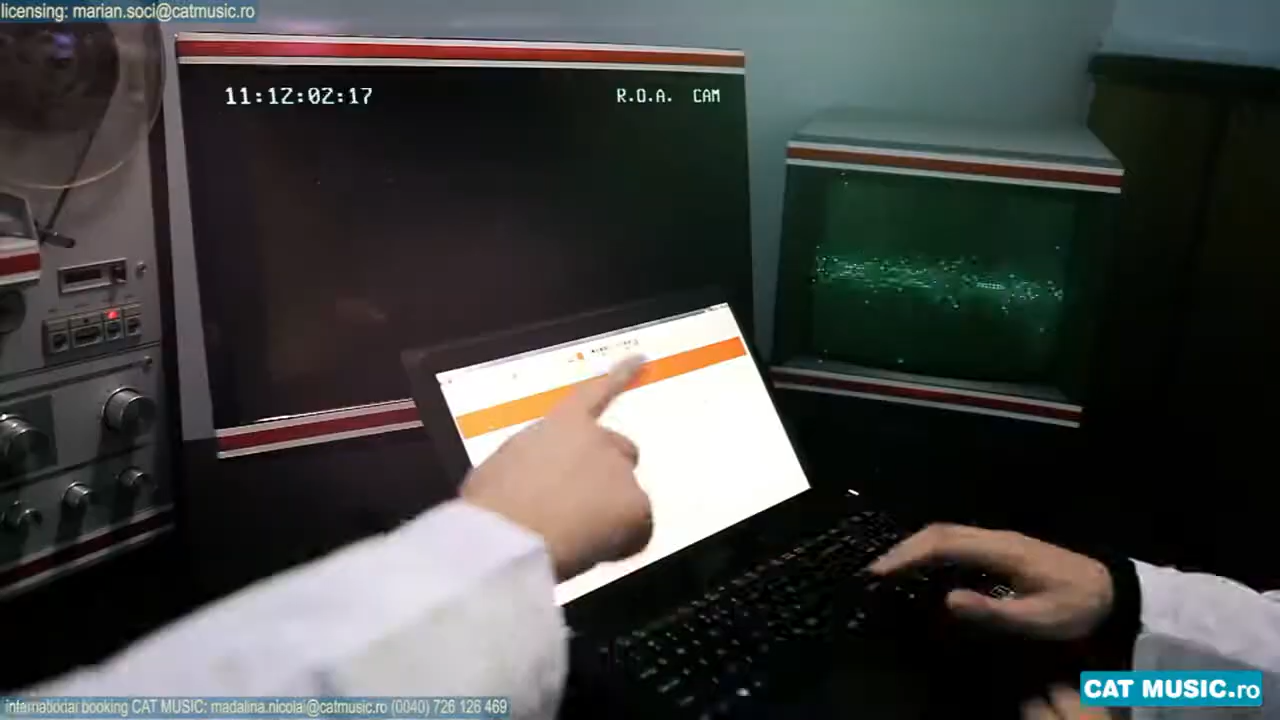 licensing: marian.soci@catmusic.ro
11:12:02:17
R.O.A. CAM
international booking CAT MUSIC: madalina.nicolai@catmusic.ro (0040) 726 126 469
CAT MUSIC.ro